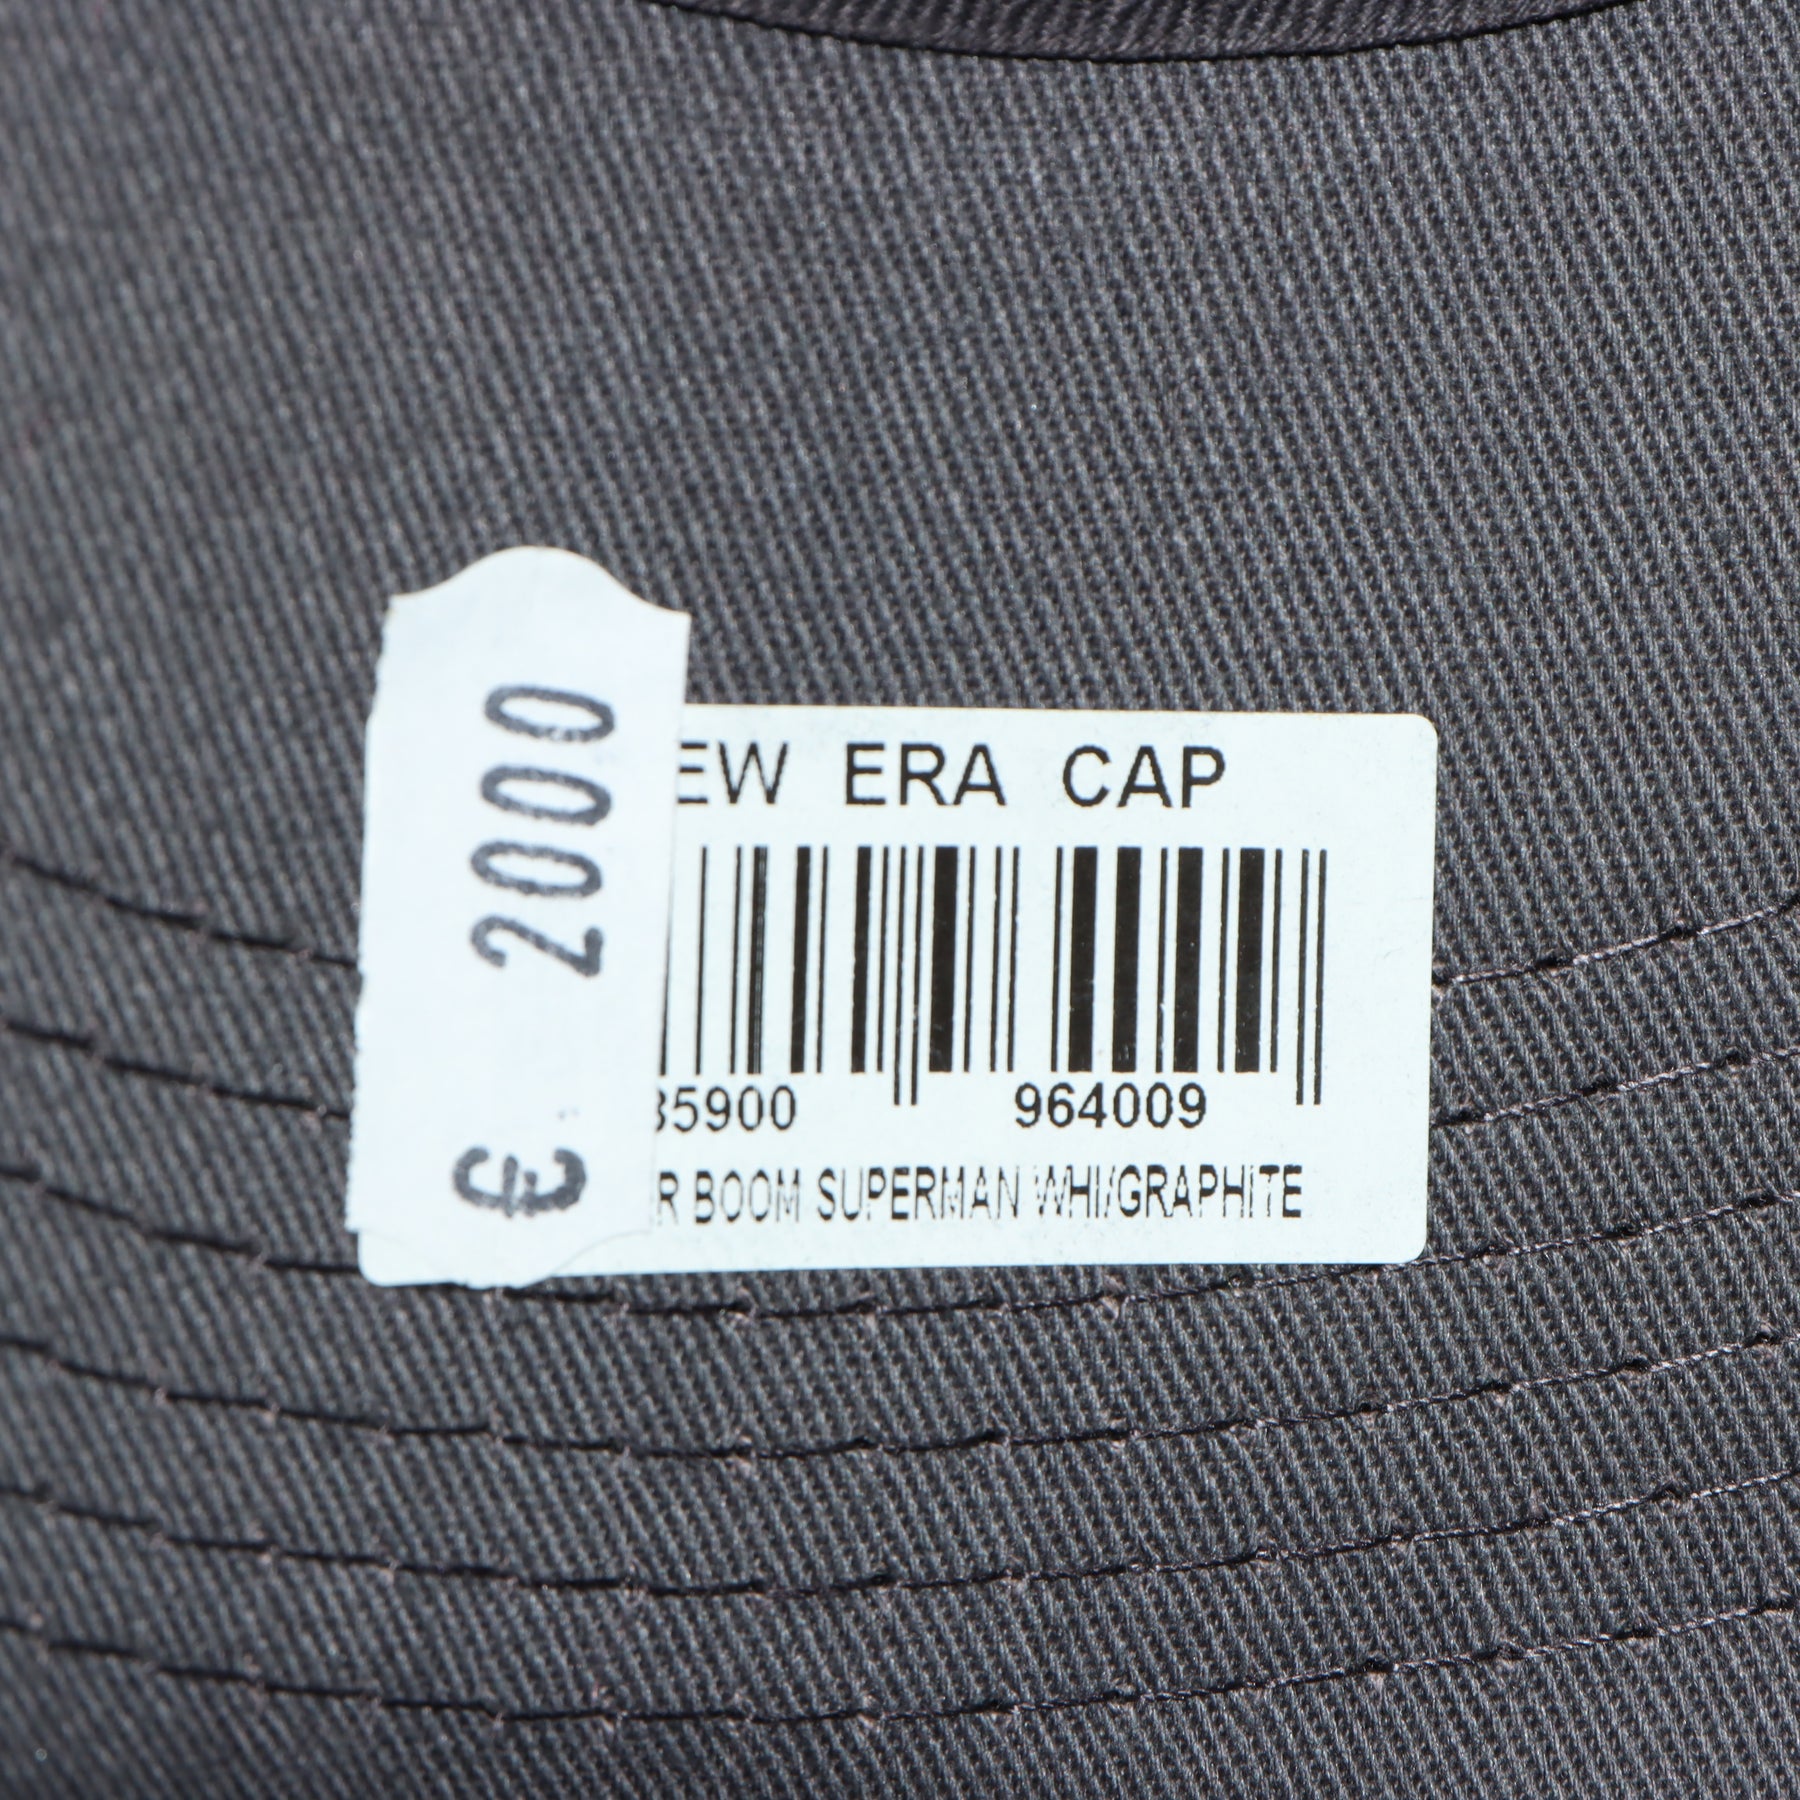 € 2000
EW ERA CAP
35900 964009
R BOOM SUPERMAN WHI/GRAPHITE